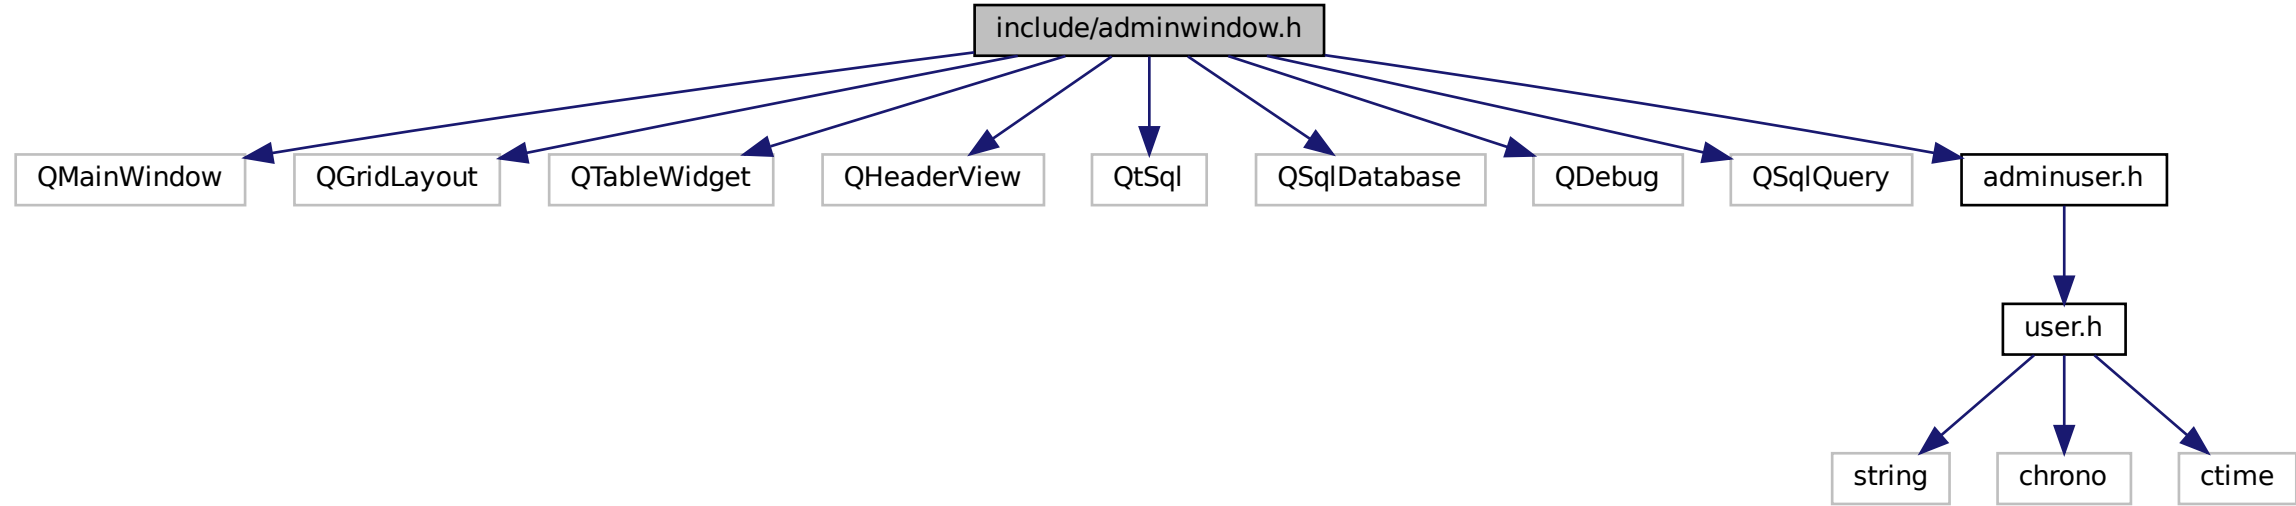 include/adminwindow.h
QMainWindow
QGridLayout
QTableWidget
QHeaderView
QtSql
QSqlDatabase
QDebug
QSqlQuery
adminuser.h
user.h
string
chrono
ctime